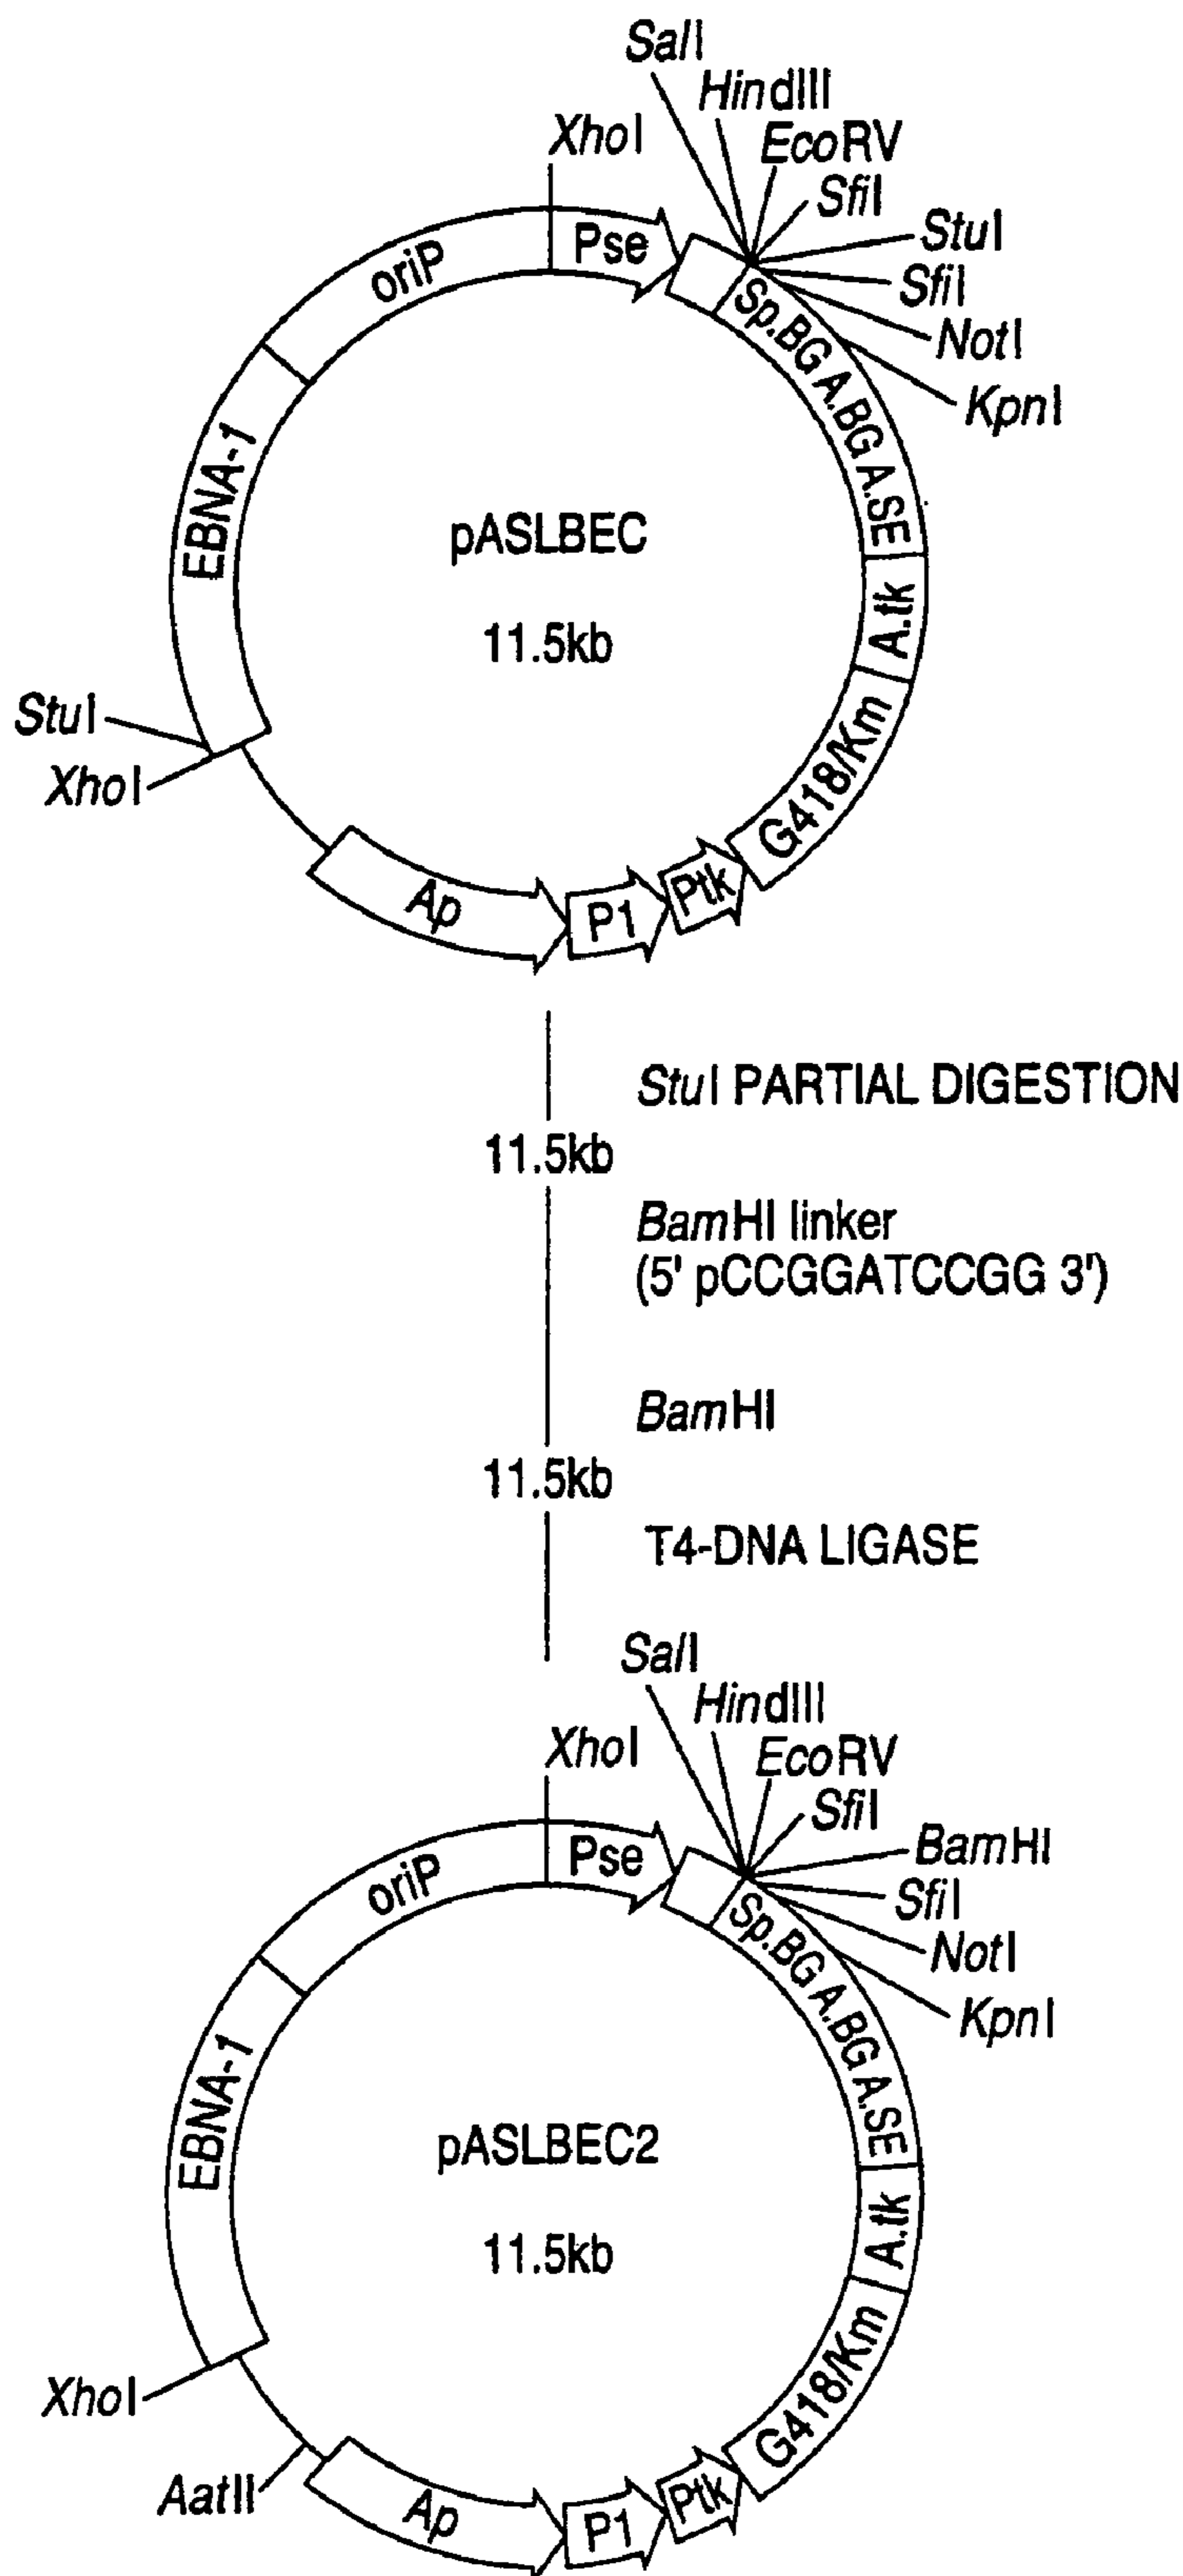 SalI
HindIII
XhoI
EcoRV
SfiI
StuI
SfiI
NotI
KpnI
Pse
oriP
Sp.BG A.BG A.SE
EBNA-1
pASLBEC
11.5kb
A.tk
G418/Km
StuI
XhoI
Ap
P1
Ptk
StuI PARTIAL DIGESTION
11.5kb
BamHI linker
(5' pCCGGATCCGG 3')
BamHI
11.5kb
T4-DNA LIGASE
SalI
HindIII
XhoI
EcoRV
SfiI
BamHI
SfiI
NotI
KpnI
Pse
oriP
Sp.BG A.BG A.SE
EBNA-1
pASLBEC2
11.5kb
A.tk
G418/Km
XhoI
AatII
Ap
P1
Ptk